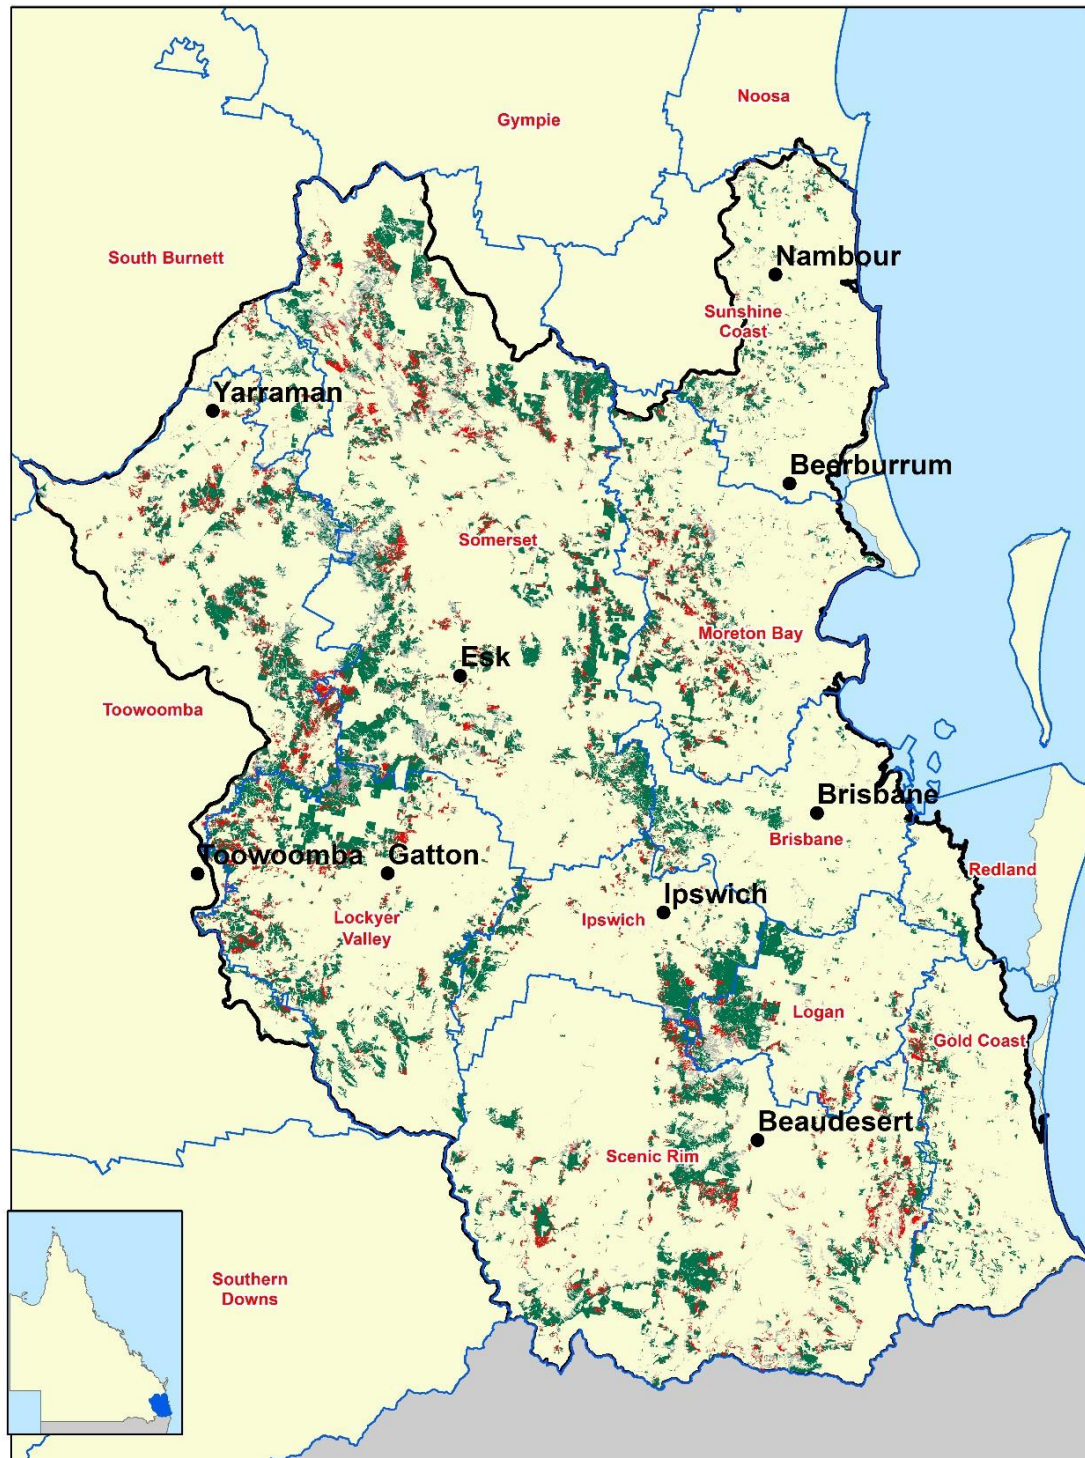 Noosa
Gympie
South Burnett
Nambour
Sunshine
Coast
Yarraman
Beerburrum
Somerset
Moreton Bay
Esk
Toowoomba
Brisbane
Brisbane
Toowoomba
Gatton
Redland
Ipswich
Lockyer
Valley
Ipswich
Logan
Gold Coast
Beaudesert
Scenic Rim
Southern
Downs